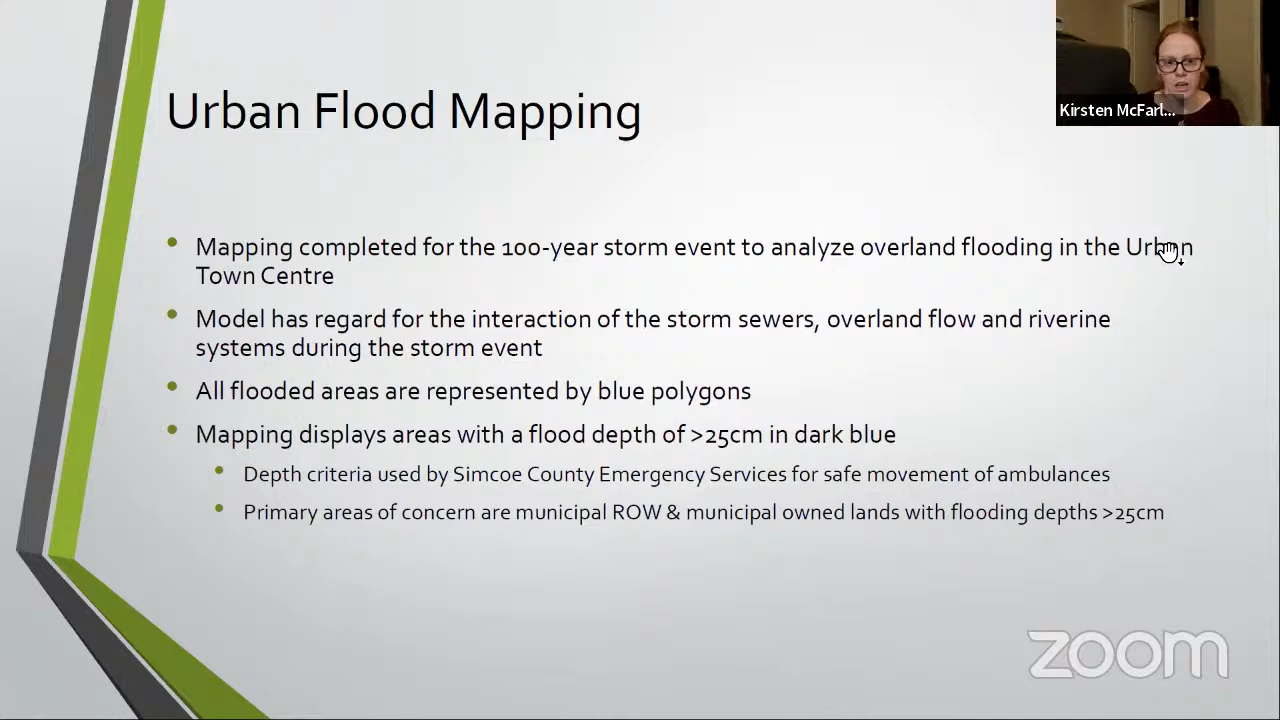 Urban Flood Mapping
Kirsten McFarl...
• Mapping completed for the 100-year storm event to analyze overland flooding in the Urban
Town Centre
• Model has regard for the interaction of the storm sewers, overland flow and riverine
systems during the storm event
• All flooded areas are represented by blue polygons
• Mapping displays areas with a flood depth of >25cm in dark blue
• Depth criteria used by Simcoe County Emergency Services for safe movement of ambulances
• Primary areas of concern are municipal ROW & municipal owned lands with flooding depths >25cm
zoom